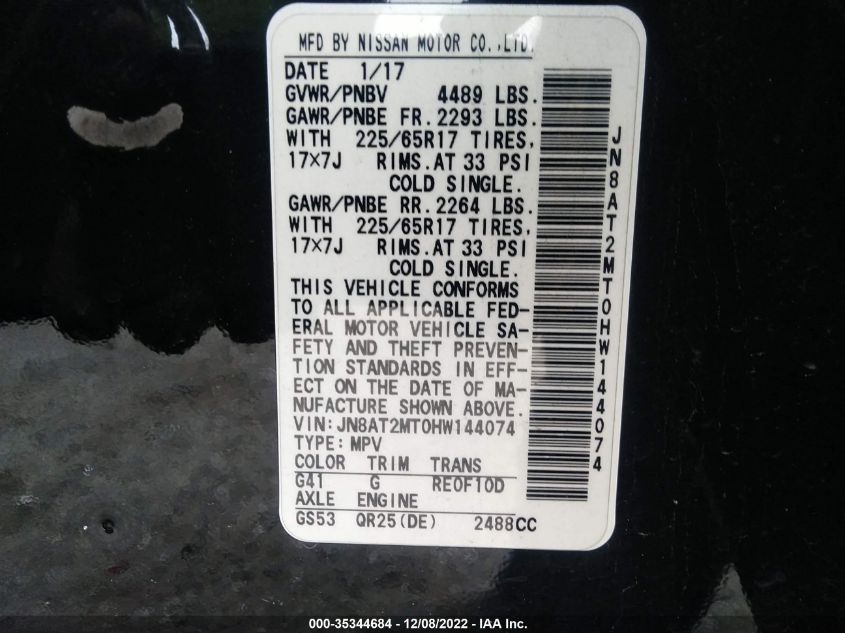 MFD BY NISSAN MOTOR CO.,LTD.
DATE 1/17
GVWR/PNBV 4489 LBS.
GAWR/PNBE FR. 2293 LBS.
WITH 225/65R17 TIRES,
17×7J RIMS.AT 33 PSI
COLD SINGLE.
GAWR/PNBE RR. 2264 LBS.
WITH 225/65R17 TIRES,
17×7J RIMS.AT 33 PSI
COLD SINGLE.
THIS VEHICLE CONFORMS
TO ALL APPLICABLE FED-
ERAL MOTOR VEHICLE SA-
FETY AND THEFT PREVEN-
TION STANDARDS IN EFF-
ECT ON THE DATE OF MA-
NUFACTURE SHOWN ABOVE.
VIN:JN8AT2MT0HW144074
TYPE:MPV
COLOR TRIM TRANS
G41 G RE0F10D
AXLE ENGINE
GS53 QR25(DE) 2488CC
JN8AT2MT0HW144074
000-35344684 - 12/08/2022 - IAA Inc.